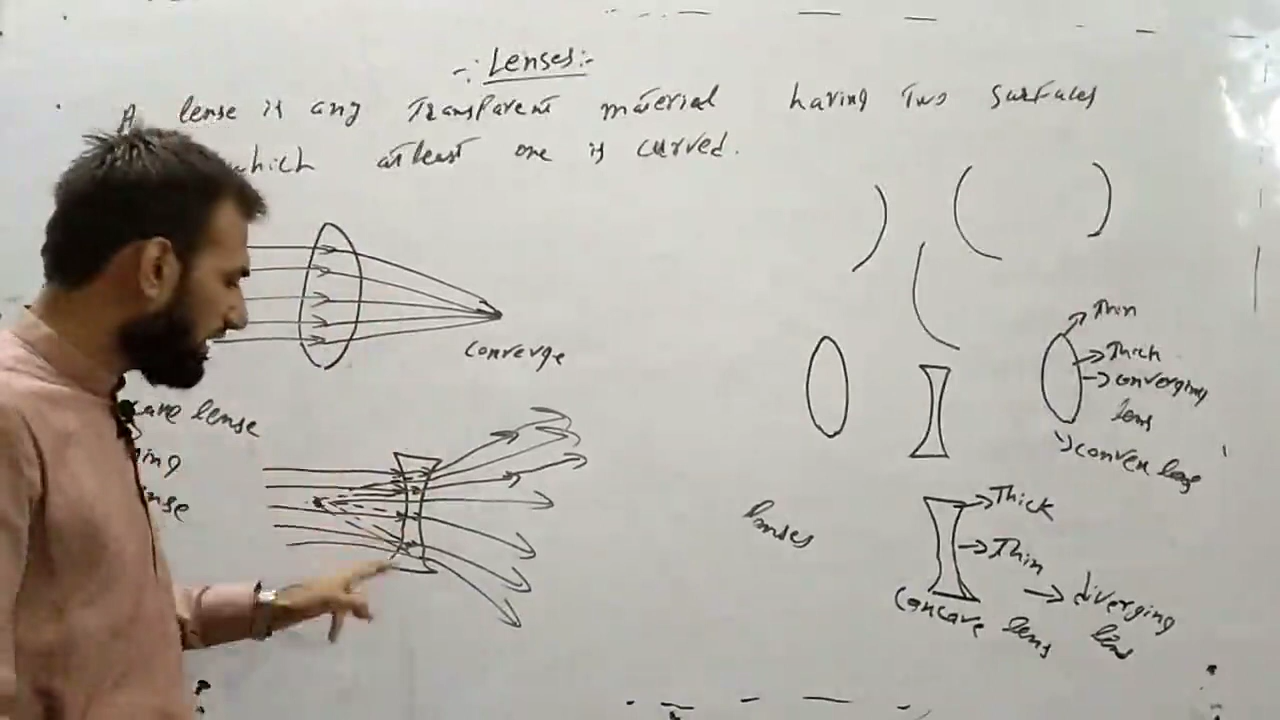 -: Lenses:-
A lense is any Transparent material having Two surfaces
which atleast one is curved.
converge
cave lense
ging
nse
Thin
Thick
converging
lens
convex lens
lenses
Thick
Thin
diverging
lens
concave lens